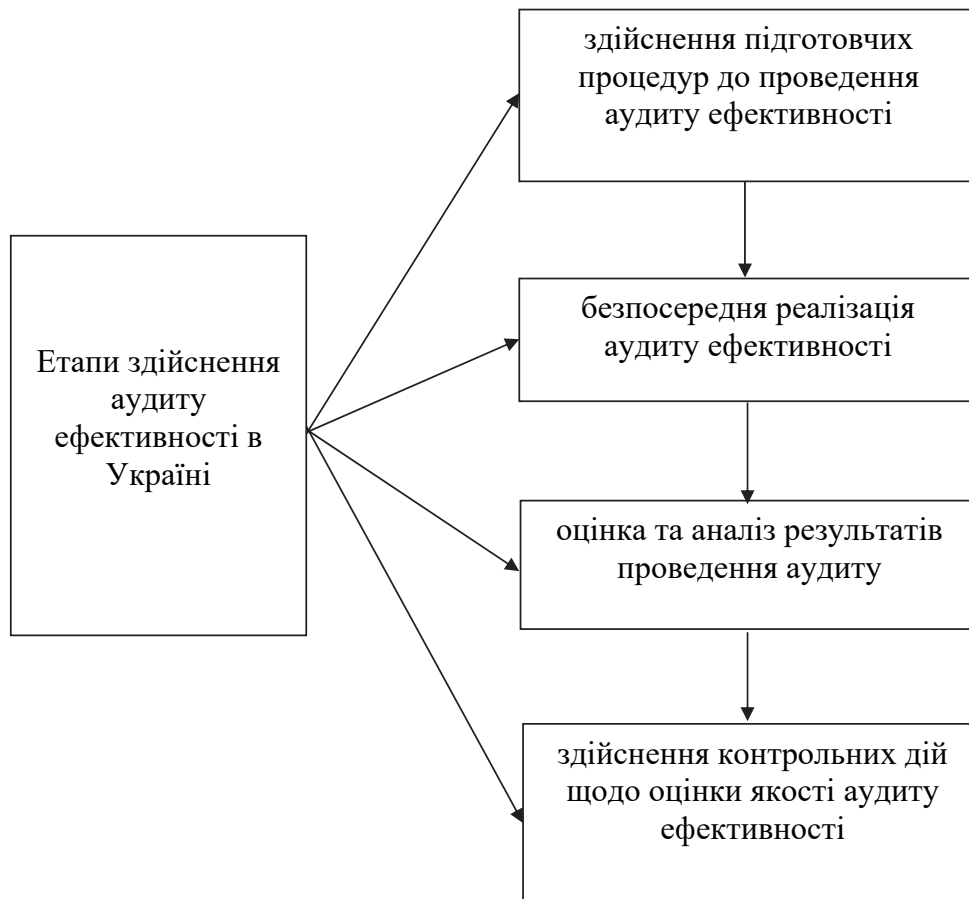 Етапи здійснення
аудиту
ефективності в
Україні
здійснення підготовчих
процедур до проведення
аудиту ефективності
безпосередня реалізація
аудиту ефективності
оцінка та аналіз результатів
проведення аудиту
здійснення контрольних дій
щодо оцінки якості аудиту
ефективності